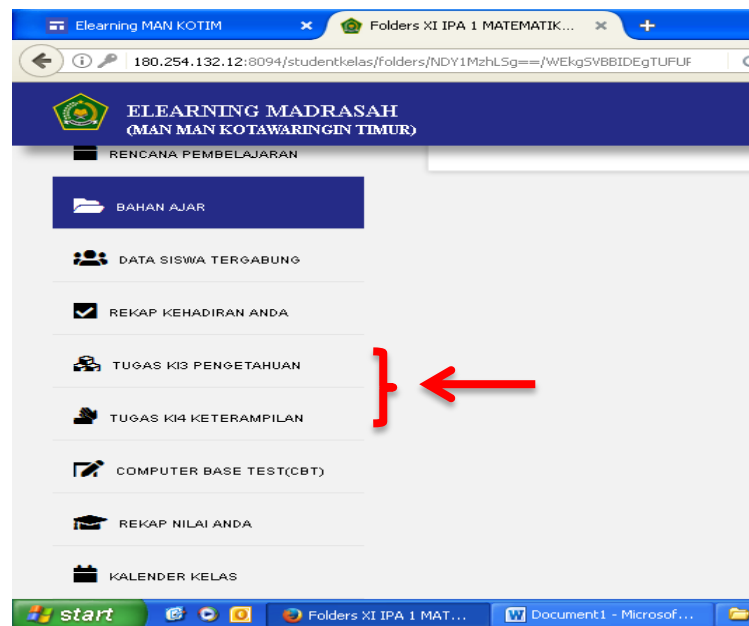 Elearning MAN KOTIM
Folders XI IPA 1 MATEMATIK...
180.254.132.12:8094/studentkelas/folders/NDY1MzhLSg==/WEkgSVBBIDEgTUFUF
ELEARNING MADRASAH
(MAN MAN KOTAWARINGIN TIMUR)
RENCANA PEMBELAJARAN
BAHAN AJAR
DATA SISWA TERGABUNG
REKAP KEHADIRAN ANDA
TUGAS KI3 PENGETAHUAN
TUGAS KI4 KETERAMPILAN
COMPUTER BASE TEST(CBT)
REKAP NILAI ANDA
KALENDER KELAS
start
Folders XI IPA 1 MAT...
Document1 - Microsof...